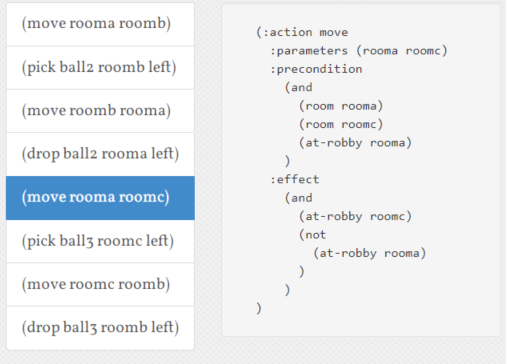 (move rooma roomb)
(pick ball2 roomb left)
(move roomb rooma)
(drop ball2 rooma left)
(move rooma roomc)
(pick ball3 roomc left)
(move roomc roomb)
(drop ball3 roomb left)
(:action move
  :parameters (rooma roomc)
  :precondition
    (and
      (room rooma)
      (room roomc)
      (at-robby rooma)
    )
  :effect
    (and
      (at-robby roomc)
      (not
        (at-robby rooma)
      )
    )
)